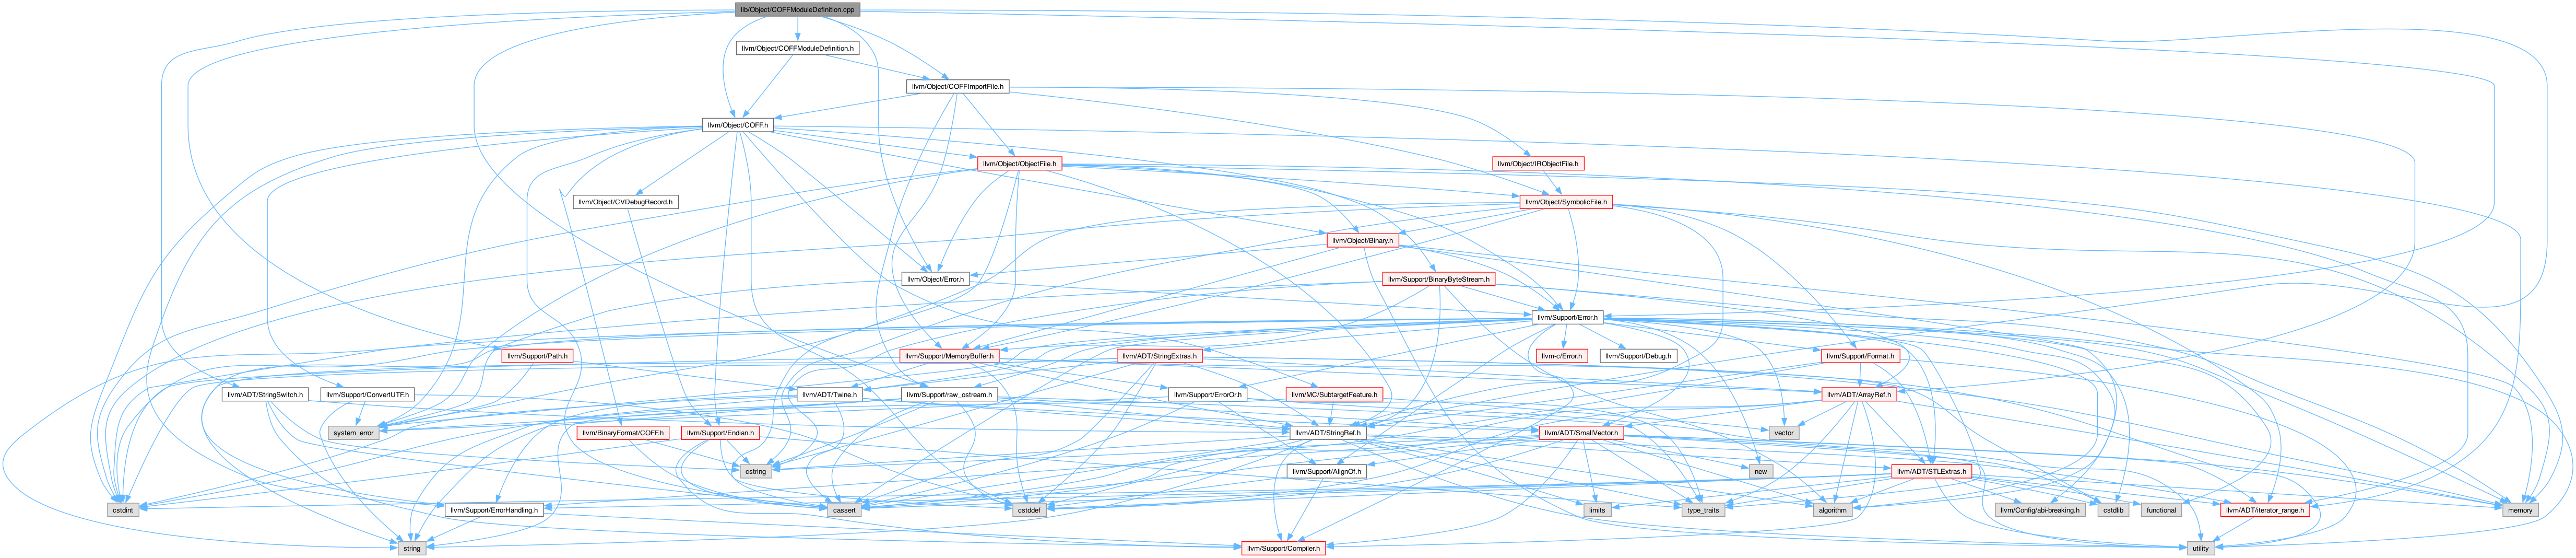 lib/Object/COFFModuleDefinition.cpp
llvm/Object/COFFModuleDefinition.h
llvm/Object/COFFImportFile.h
llvm/Object/COFF.h
llvm/Object/ObjectFile.h
llvm/Object/IRObjectFile.h
llvm/Object/CVDebugRecord.h
llvm/Object/SymbolicFile.h
llvm/Object/Binary.h
llvm/Object/Error.h
llvm/Support/BinaryByteStream.h
llvm/Support/Error.h
llvm/Support/Path.h
llvm/Support/MemoryBuffer.h
llvm/ADT/StringExtras.h
llvm-c/Error.h
llvm/Support/Debug.h
llvm/Support/Format.h
llvm/ADT/StringSwitch.h
llvm/Support/ConvertUTF.h
llvm/ADT/Twine.h
llvm/Support/raw_ostream.h
llvm/Support/ErrorOr.h
llvm/MC/SubtargetFeature.h
llvm/ADT/ArrayRef.h
system_error
llvm/BinaryFormat/COFF.h
llvm/Support/Endian.h
llvm/ADT/StringRef.h
llvm/ADT/SmallVector.h
vector
cstring
llvm/Support/AlignOf.h
new
llvm/ADT/STLExtras.h
cstdint
llvm/Support/ErrorHandling.h
cassert
cstddef
limits
type_traits
algorithm
llvm/Config/abi-breaking.h
cstdlib
functional
llvm/ADT/iterator_range.h
memory
string
llvm/Support/Compiler.h
utility